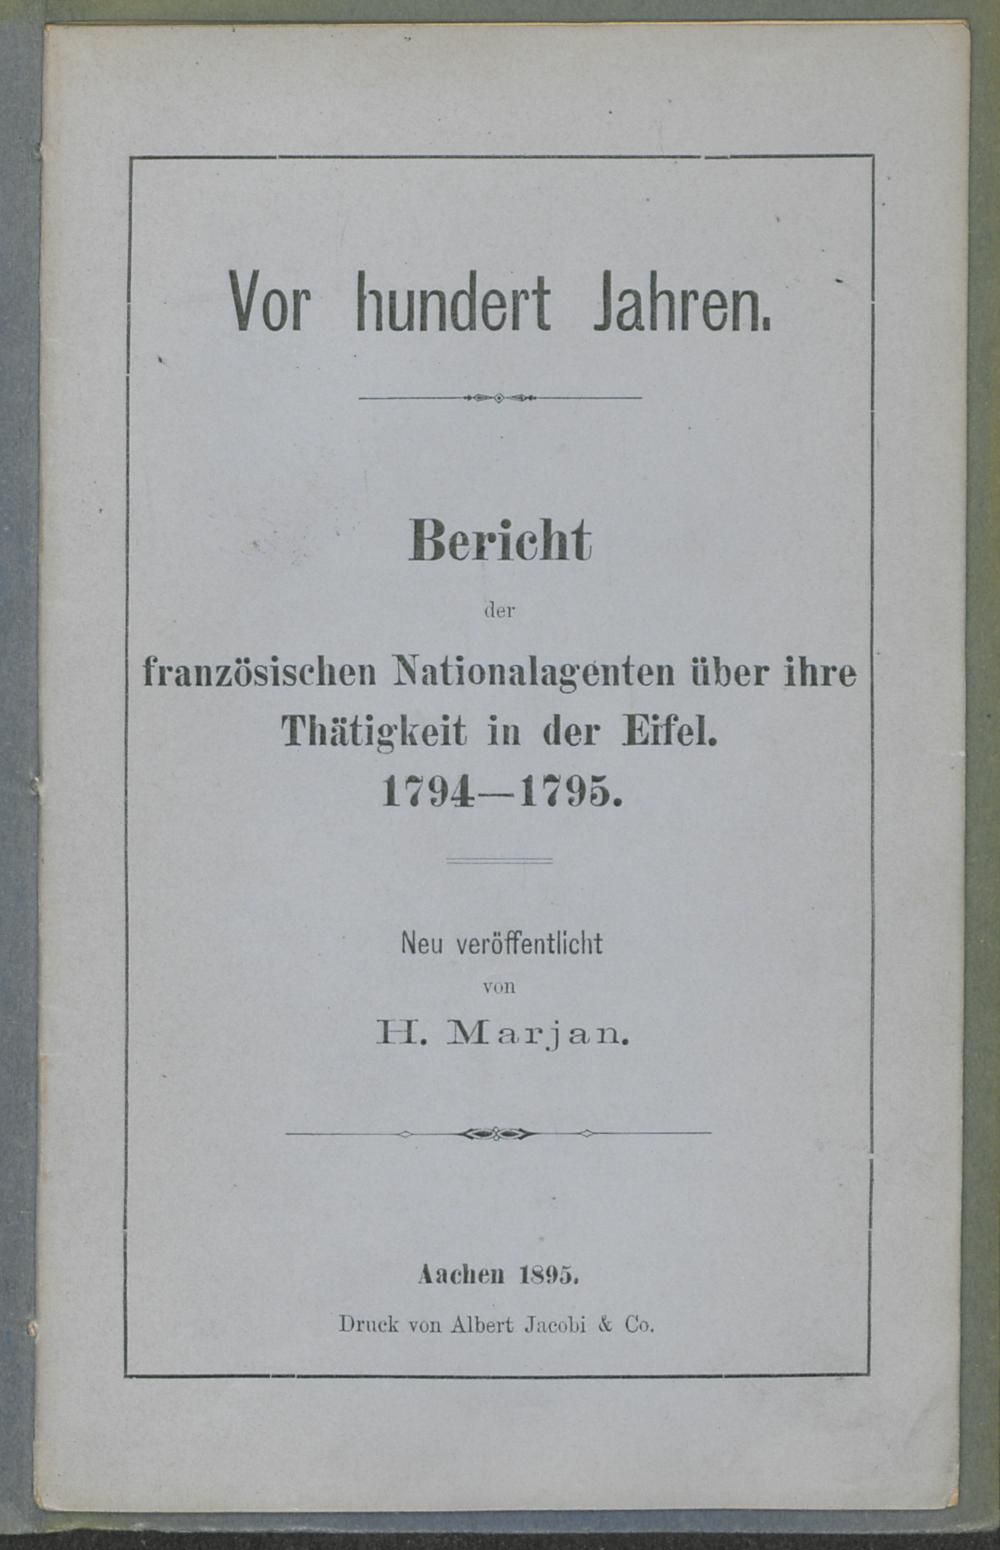 Vor hundert Jahren.
Bericht
der
französischen Nationalagenten über ihre
Thätigkeit in der Eifel.
1794—1795.
Neu veröffentlicht
von
H. Marjan.
Aachen 1895.
Druck von Albert Jacobi & Co.